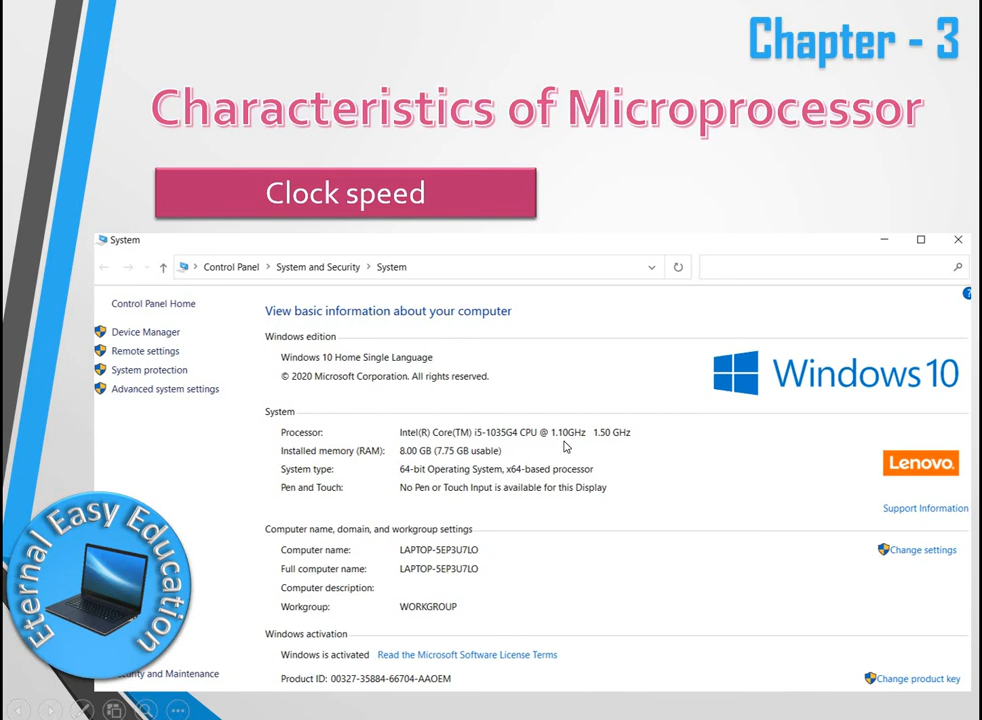 Chapter - 3
Characteristics of Microprocessor
Clock speed
System
Control Panel > System and Security > System
Control Panel Home
Device Manager
Remote settings
System protection
Advanced system settings
View basic information about your computer
Windows edition
Windows 10 Home Single Language
© 2020 Microsoft Corporation. All rights reserved.
Windows 10
System
Processor: Intel(R) Core(TM) i5-1035G4 CPU @ 1.10GHz 1.50 GHz
Installed memory (RAM): 8.00 GB (7.75 GB usable)
System type: 64-bit Operating System, x64-based processor
Pen and Touch: No Pen or Touch Input is available for this Display
Lenovo.
Support Information
Computer name, domain, and workgroup settings
Computer name: LAPTOP-5EP3U7LO
Full computer name: LAPTOP-5EP3U7LO
Computer description:
Workgroup: WORKGROUP
Change settings
Windows activation
Windows is activated Read the Microsoft Software License Terms
Product ID: 00327-35884-66704-AAOEM
Change product key
Eternal Easy Education
and Maintenance